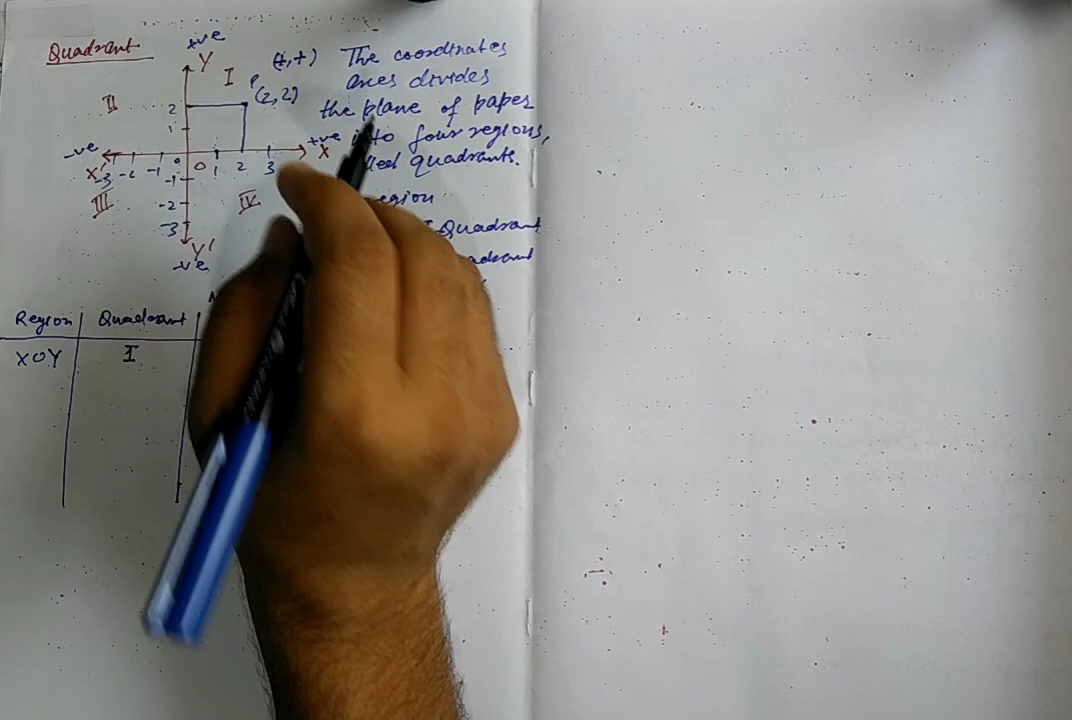 Quadrant
+ve
Y
I
(+,+)
P(2,2)
II
2
1
-ve
+ve
X'
-3 -2 -1 0 1 2 3
X
O
-1
-2
-3
III
IV
Y'
-ve
The coordinates
axes divides
the plane of paper
into four regions,
quadrants.
region
Quadrant
Region Quadrant
XOY I